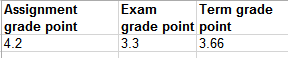 Assignment grade point
Exam grade point
Term grade point
4.2 3.3 3.66